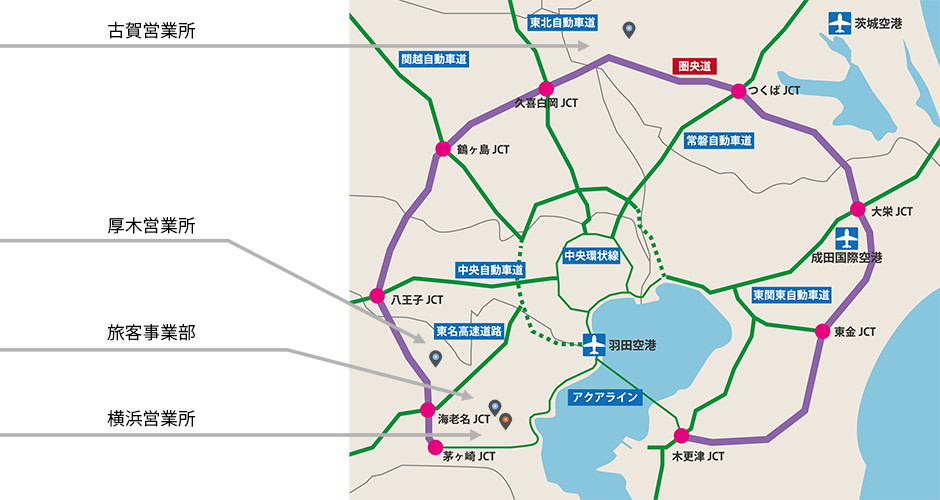 古賀営業所
厚木営業所
旅客事業部
横浜営業所
東北自動車道
茨城空港
関越自動車道
圏央道
つくば JCT
久喜白岡 JCT
常磐自動車道
鶴ヶ島 JCT
大栄 JCT
中央環状線
成田国際空港
中央自動車道
八王子 JCT
東関東自動車道
東名高速道路
東金 JCT
羽田空港
アクアライン
海老名 JCT
茅ヶ崎 JCT
木更津 JCT